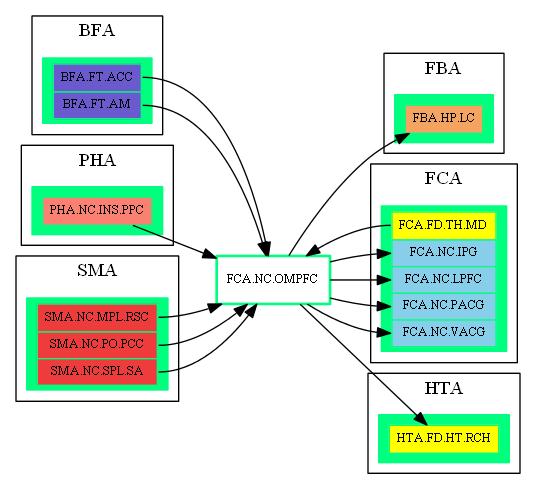 BFA
BFA.FT.ACC
BFA.FT.AM
PHA
PHA.NC.INS.PPC
SMA
SMA.NC.MPL.RSC
SMA.NC.PO.PCC
SMA.NC.SPL.SA
FCA.NC.OMPFC
FBA
FBA.HP.LC
FCA
FCA.FD.TH.MD
FCA.NC.IPG
FCA.NC.LPFC
FCA.NC.PACG
FCA.NC.VACG
HTA
HTA.FD.HT.RCH